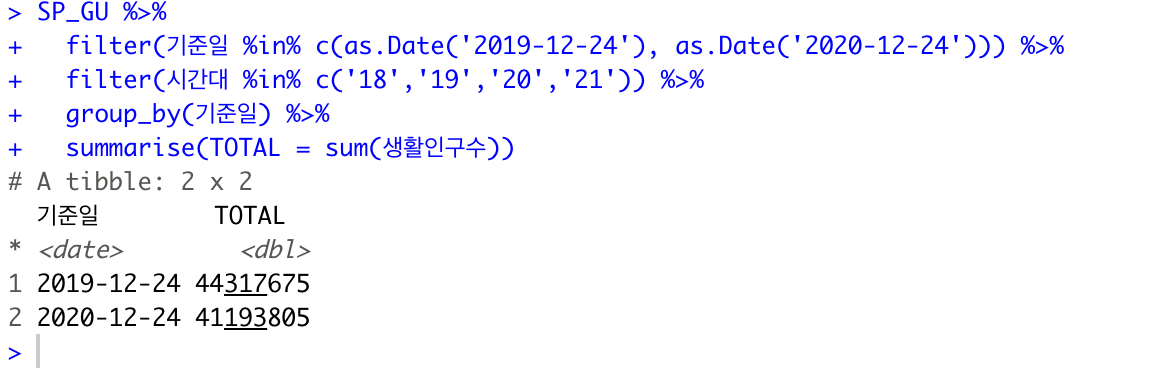 > SP_GU %>%
+   filter(기준일 %in% c(as.Date('2019-12-24'), as.Date('2020-12-24'))) %>%
+   filter(시간대 %in% c('18','19','20','21')) %>%
+   group_by(기준일) %>%
+   summarise(TOTAL = sum(생활인구수))
# A tibble: 2 x 2
  기준일        TOTAL
* <date>        <dbl>
1 2019-12-24 44317675
2 2020-12-24 41193805
>